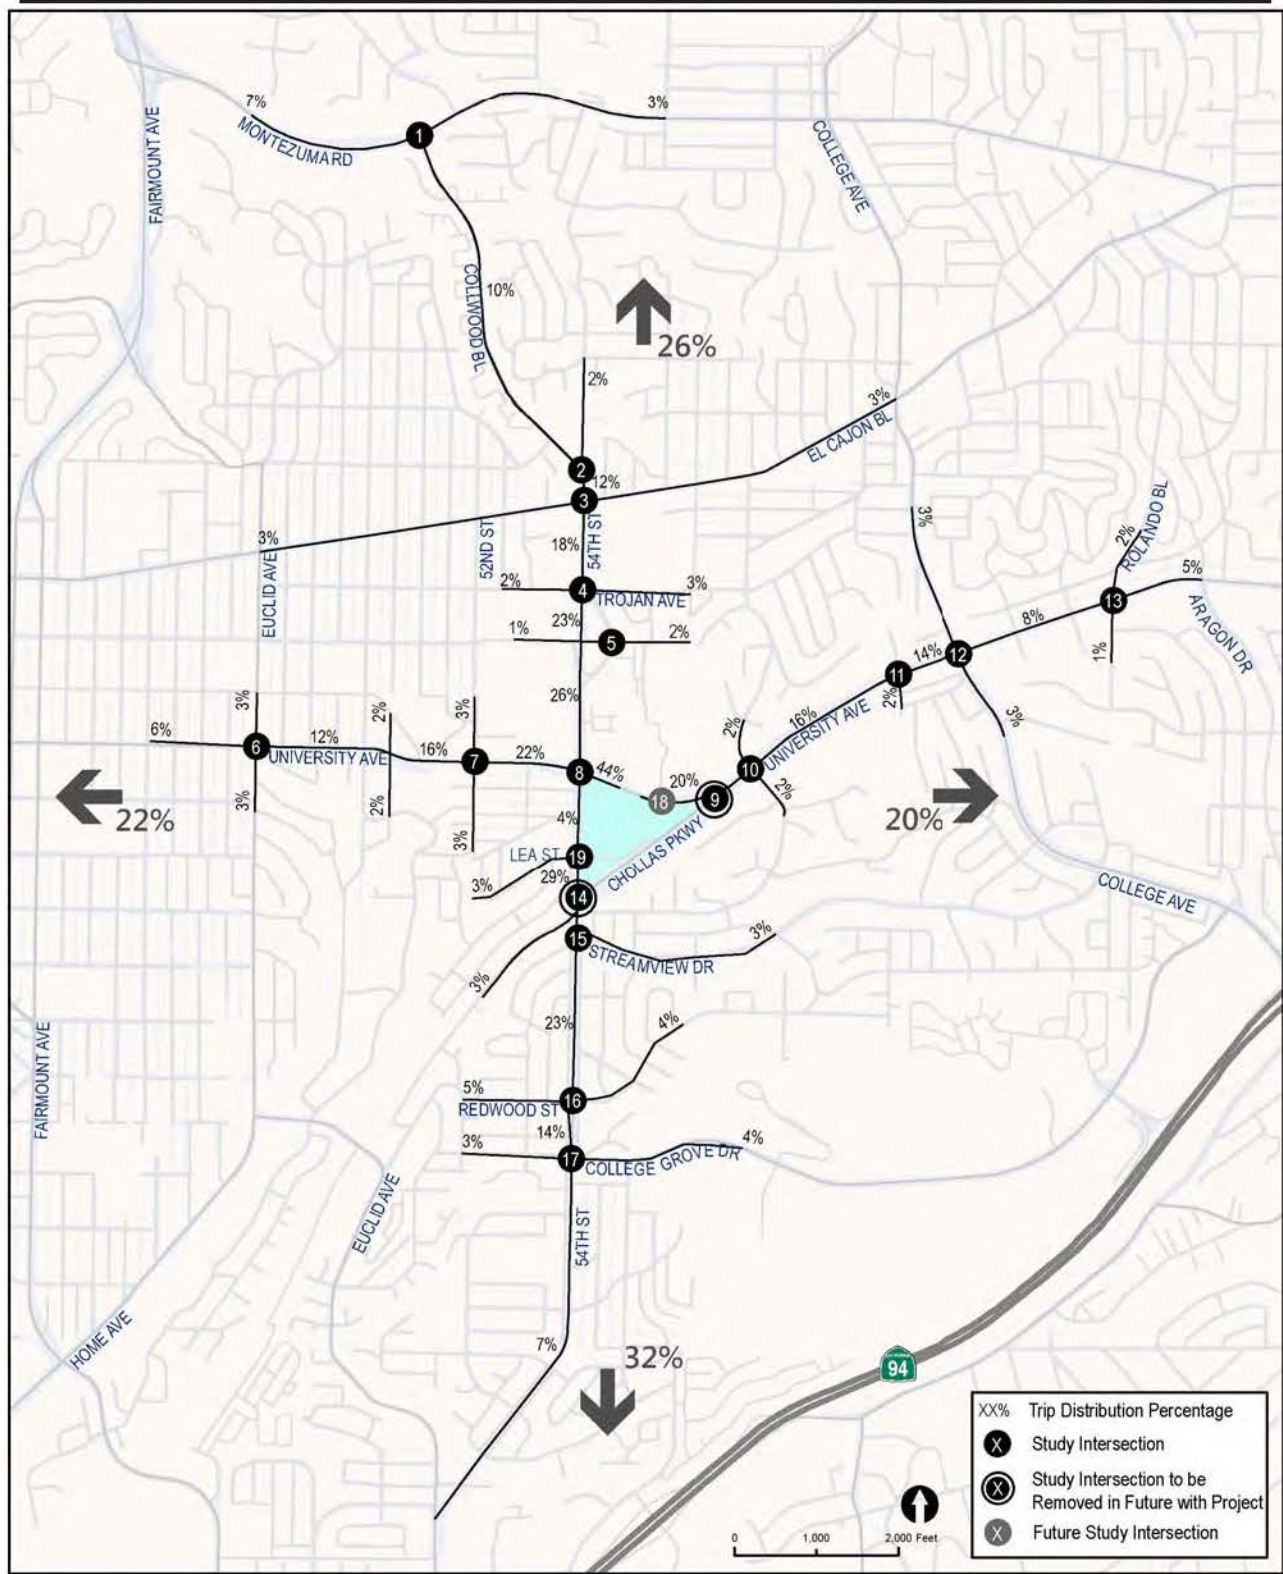 7%
3%
MONTEZUMA RD
1
FAIRMOUNT AVE
COLLEGE AVE
COLLWOOD BL
10%
26%
2%
3%
EL CAJON BL
2
12%
3
3%
EUCLID AVE
52ND ST
18%
54TH ST
3%
2%
ROLANDO BL
2%
4
3%
TROJAN AVE
5%
13
ARAGON DR
23%
1%
5
2%
8%
1%
14%
12
11
2%
26%
3%
2%
3%
6%
6
12%
UNIVERSITY AVE
16%
7
22%
8
44%
2%
16%
UNIVERSITY AVE
3%
10
20%
9
18
2%
3%
2%
3%
22%
20%
4%
LEA ST
19
CHOLLAS PKWY
3%
29%
14
COLLEGE AVE
15
STREAMVIEW DR
3%
3%
23%
4%
FAIRMOUNT AVE
5%
REDWOOD ST
16
14%
3%
17
COLLEGE GROVE DR
4%
EUCLID AVE
54TH ST
HOME AVE
7%
32%
CALIFORNIA
94
XX% Trip Distribution Percentage
X Study Intersection
X Study Intersection to be
Removed in Future with Project
X Future Study Intersection
0 1,000 2,000 Feet